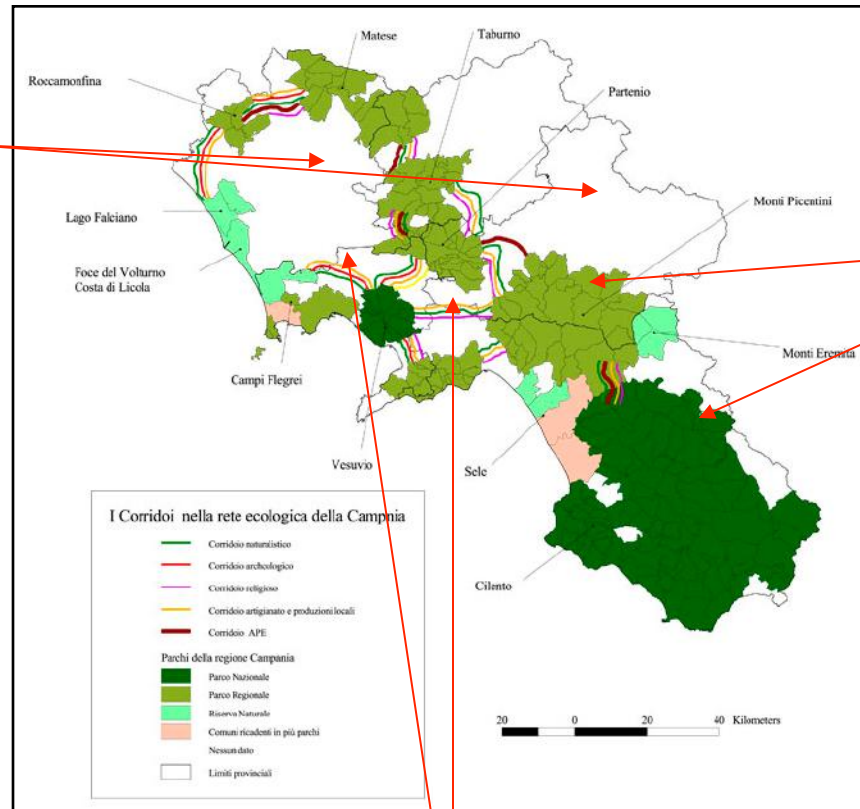 Matese
Taburno
Roccamonfina
Partenio
Monti Picentini
Lago Falciano
Foce del Volturno
Costa di Licola
Campi Flegrei
Monti Eremita
Vesuvio
Sele
Cilento
I Corridoi nella rete ecologica della Campnia
Corridoio naturalistico
Corridoio archeologico
Corridoio religioso
Corridoio artigianato e produzioni locali
Corridoio APE
Parchi della regione Campania
Parco Nazionale
Parco Regionale
Riserva Naturale
Comuni ricadenti in più parchi
Nessun dato
Limiti provinciali
20 0 20 40 Kilometers